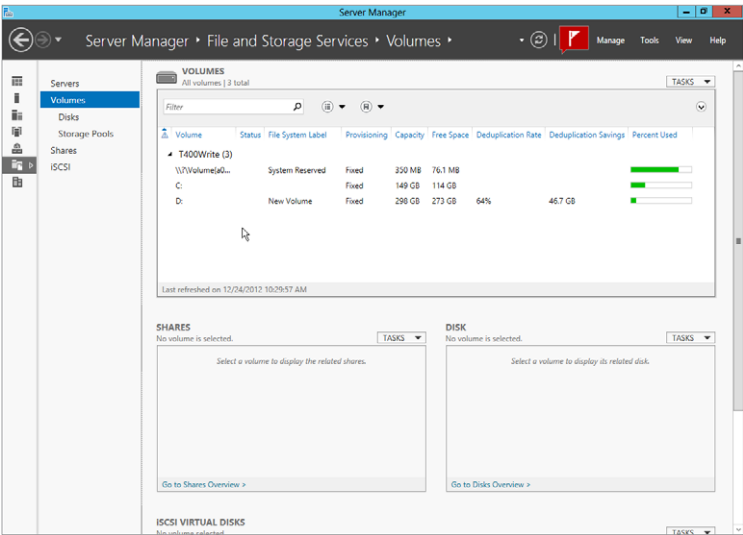 Server Manager
Server Manager • File and Storage Services • Volumes •
Manage Tools View Help
Servers
Volumes
Disks
Storage Pools
Shares
iSCSI
VOLUMES
All volumes | 3 total
TASKS
Filter
Volume Status File System Label Provisioning Capacity Free Space Deduplication Rate Deduplication Savings Percent Used
T400Write (3)
\\?\Volume{a0... System Reserved Fixed 350 MB 76.1 MB
C: Fixed 149 GB 114 GB
D: New Volume Fixed 298 GB 273 GB 64% 46.7 GB
Last refreshed on 12/24/2012 10:29:57 AM
SHARES
No volume is selected.
TASKS
Select a volume to display the related shares.
Go to Shares Overview >
DISK
No volume is selected.
TASKS
Select a volume to display its related disk.
Go to Disks Overview >
iSCSI VIRTUAL DISKS
No volume selected.
TASKS